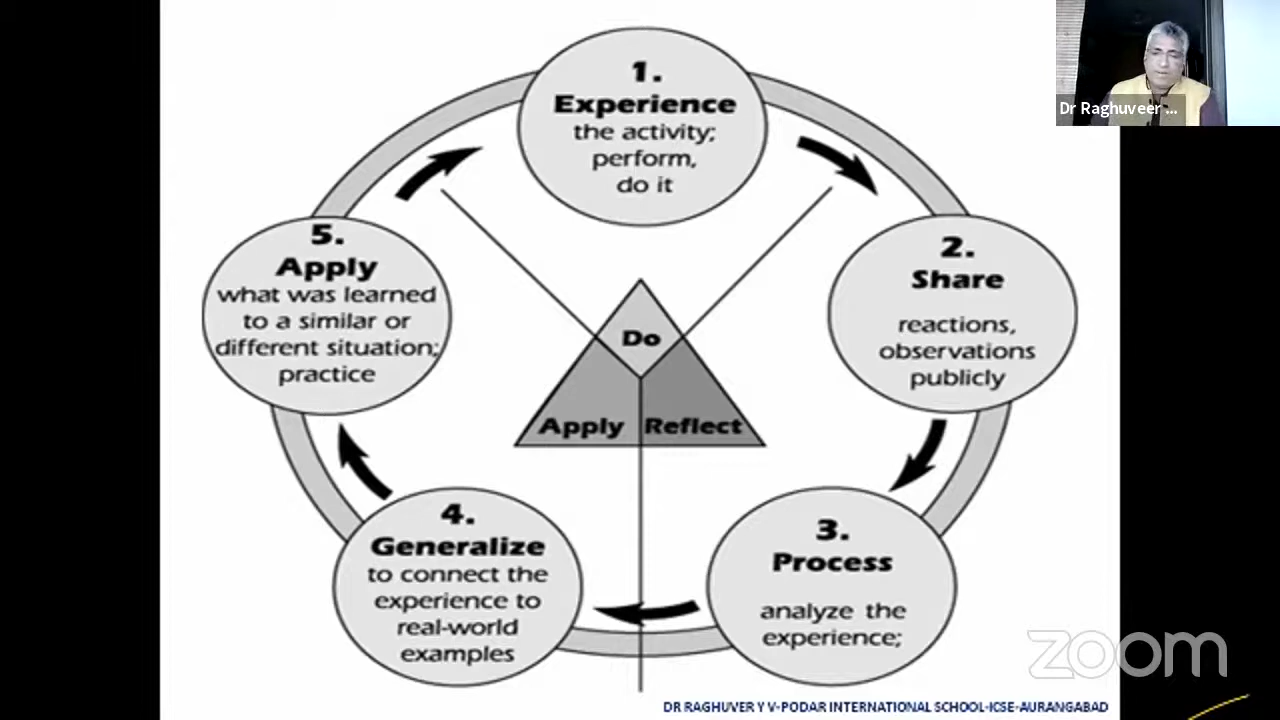 1.
Experience
the activity;
perform,
do it
2.
Share
reactions,
observations
publicly
3.
Process
analyze the
experience;
4.
Generalize
to connect the
experience to
real-world
examples
5.
Apply
what was learned
to a similar or
different situation;
practice
Do
Apply
Reflect
Dr Raghuveer ...
zoom
DR RAGHUVER Y V-PODAR INTERNATIONAL SCHOOL-ICSE-AURANGABAD